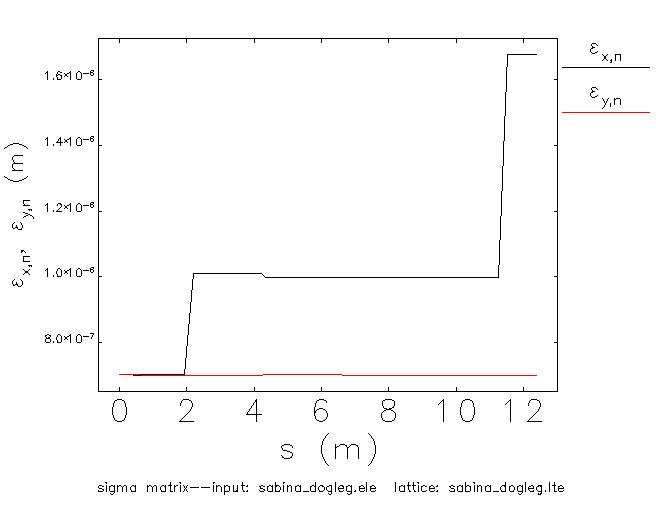 ε_x,n
ε_y,n
1.6×10⁻⁶
1.4×10⁻⁶
1.2×10⁻⁶
1.0×10⁻⁶
8.0×10⁻⁷
ε_x,n, ε_y,n (m)
0 2 4 6 8 10 12
s (m)
sigma matrix--input: sabina_dogleg.ele lattice: sabina_dogleg.lte